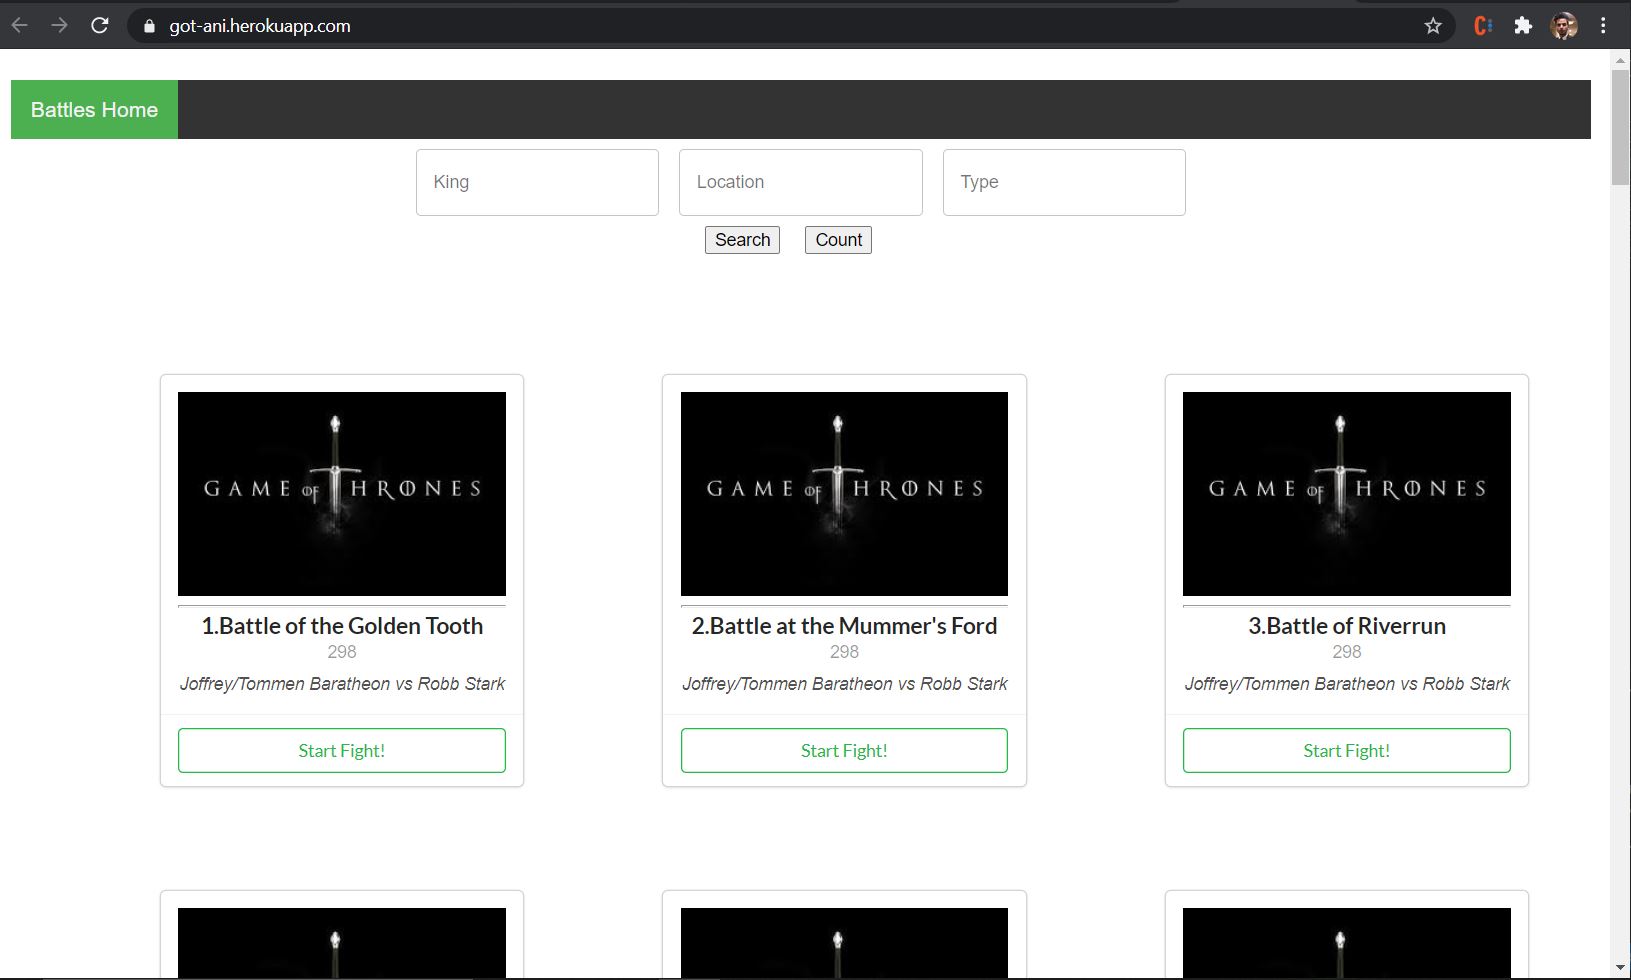 got-ani.herokuapp.com
Battles Home
King
Location
Type
Search
Count
GAME OF THRONES
GAME OF THRONES
GAME OF THRONES
1.Battle of the Golden Tooth
298
Joffrey/Tommen Baratheon vs Robb Stark
Start Fight!
2.Battle at the Mummer's Ford
298
Joffrey/Tommen Baratheon vs Robb Stark
Start Fight!
3.Battle of Riverrun
298
Joffrey/Tommen Baratheon vs Robb Stark
Start Fight!